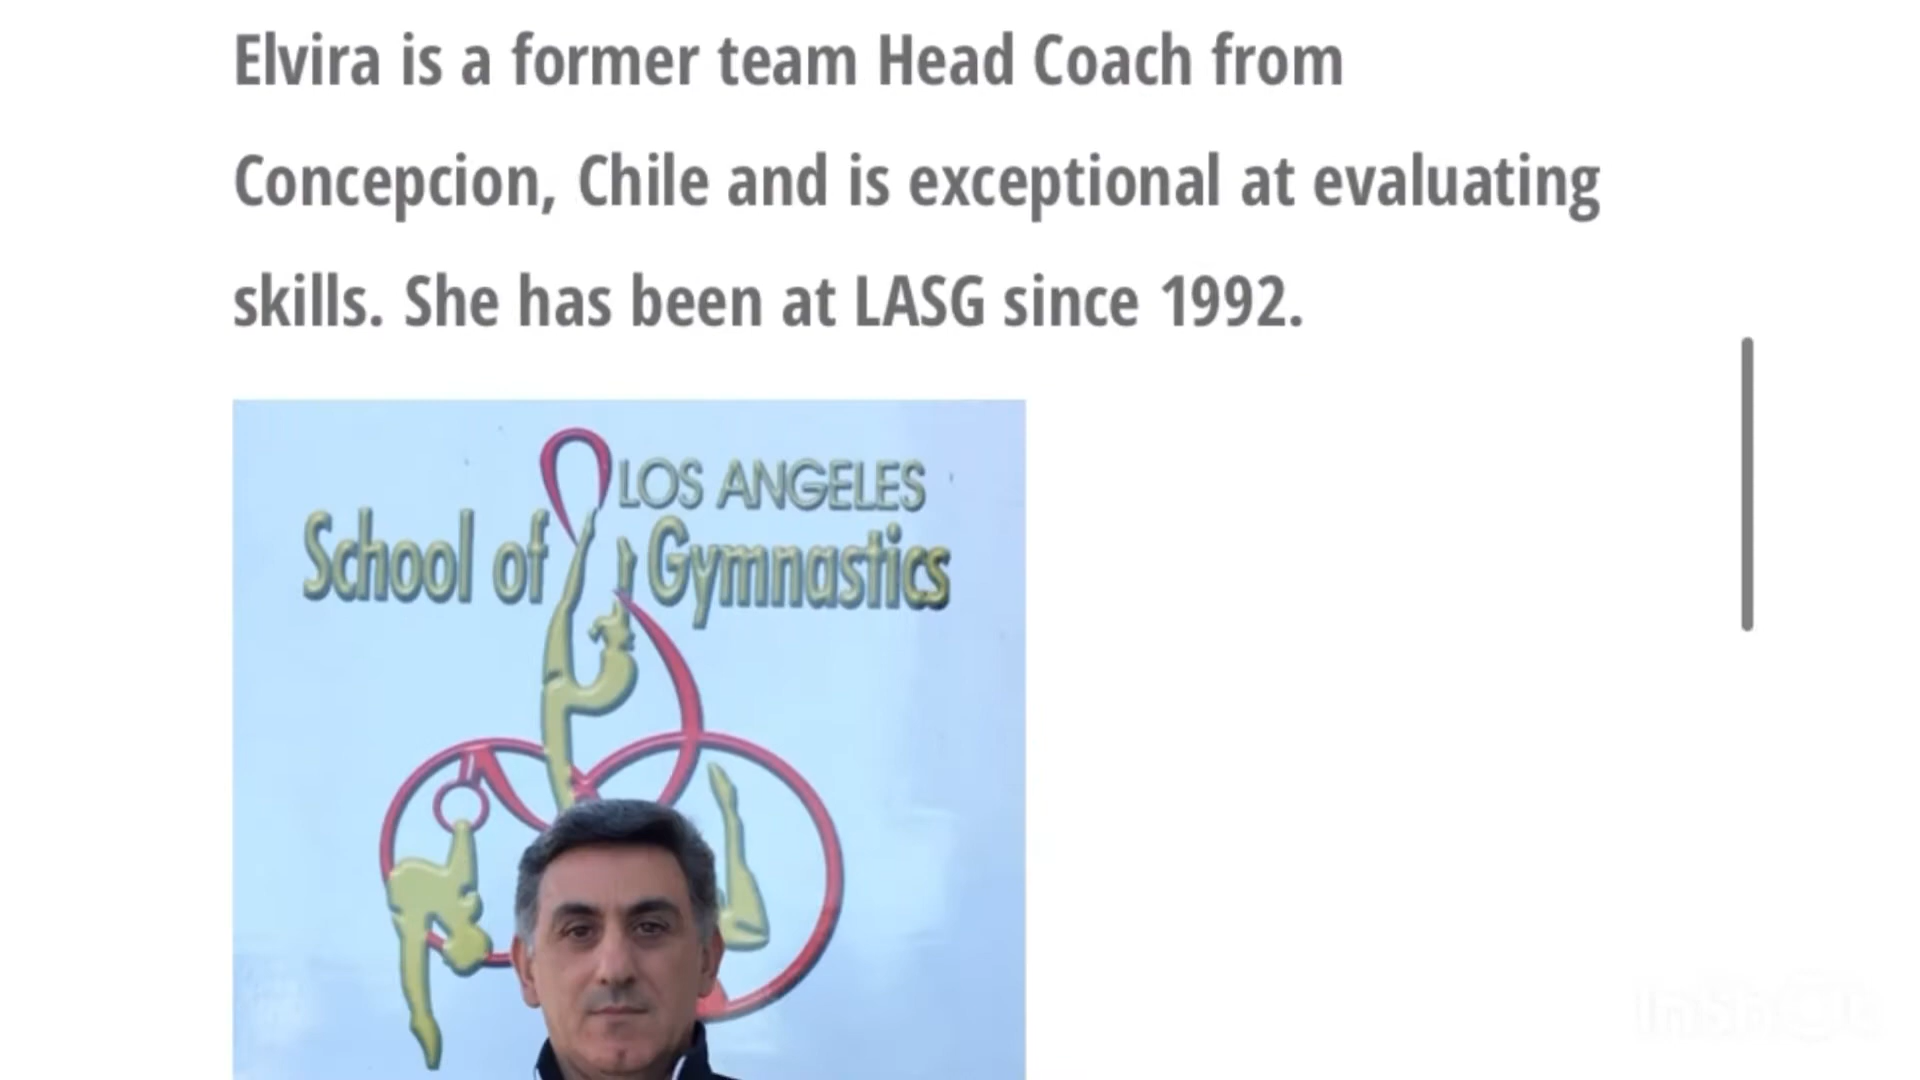 Elvira is a former team Head Coach from
Concepcion, Chile and is exceptional at evaluating
skills. She has been at LASG since 1992.
LOS ANGELES
School of Gymnastics
InShOt